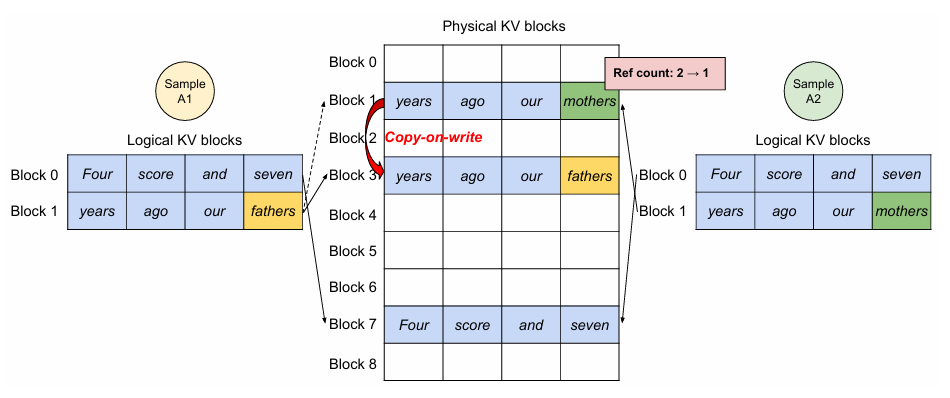 Physical KV blocks
Sample
A1
Logical KV blocks
Block 0 Four score and seven
Block 1 years ago our fathers
Block 0
Block 1 years ago our mothers
Block 2 Copy-on-write
Block 3 years ago our fathers
Block 4
Block 5
Block 6
Block 7 Four score and seven
Block 8
Ref count: 2 → 1
Sample
A2
Logical KV blocks
Block 0 Four score and seven
Block 1 years ago our mothers